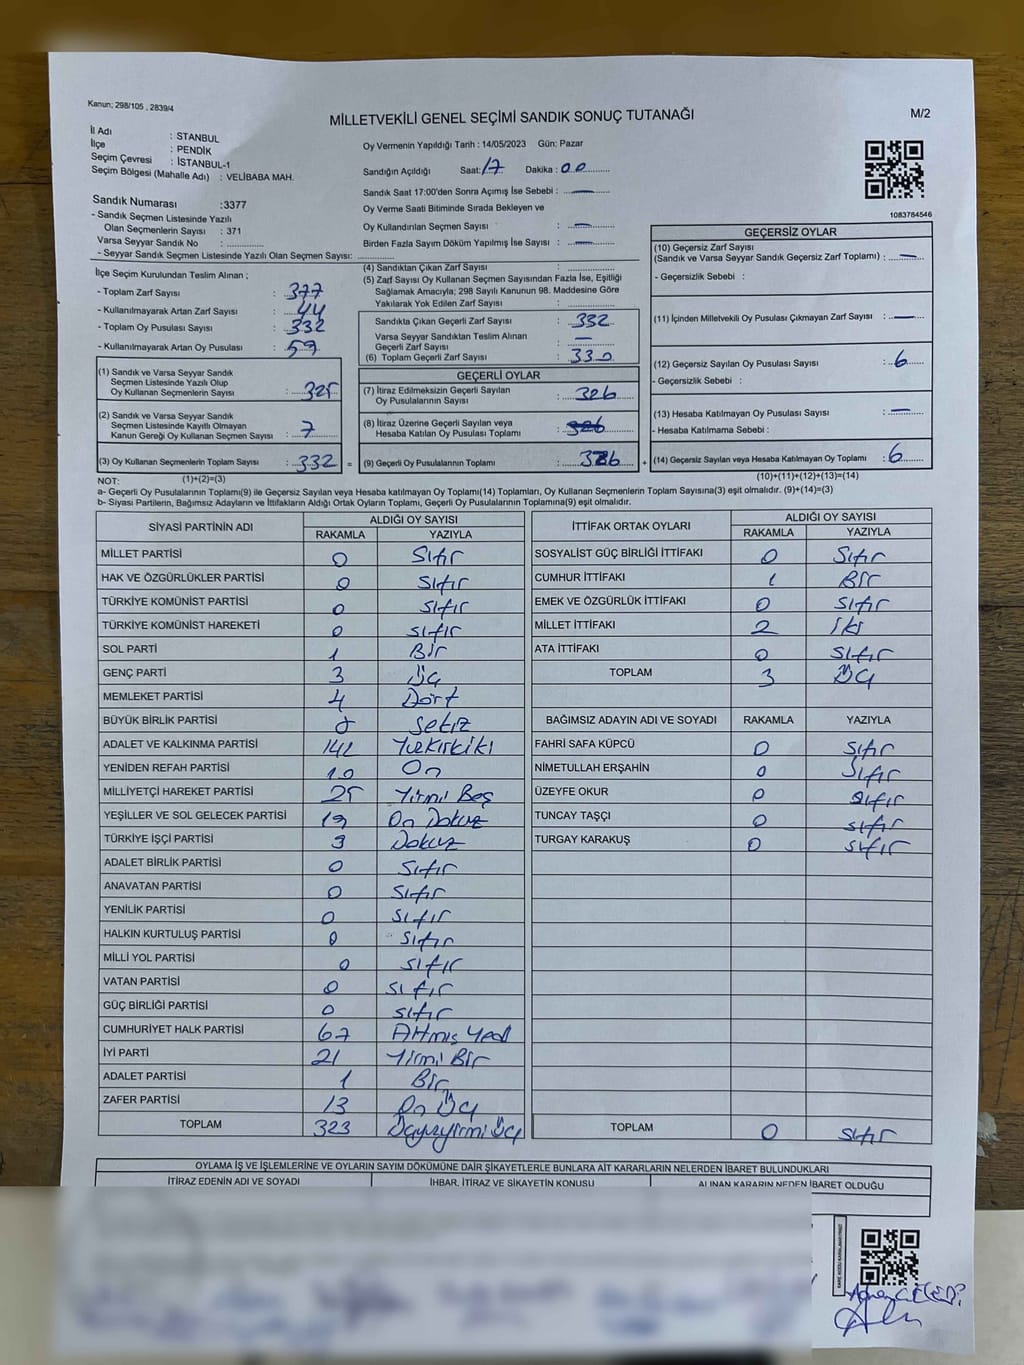 Kanun; 298/105 , 2839/4
MİLLETVEKİLİ GENEL SEÇİMİ SANDIK SONUÇ TUTANAĞI
M/2
İl Adı : STANBUL
İlçe : PENDİK
Seçim Çevresi : İSTANBUL-1
Seçim Bölgesi (Mahalle Adı) : VELİBABA MAH.
Sandık Numarası :3377
- Sandık Seçmen Listesinde Yazılı
Olan Seçmenlerin Sayısı : 371
Varsa Seyyar Sandık No :
- Seyyar Sandık Seçmen Listesinde Yazılı Olan Seçmen Sayısı:
Oy Vermenin Yapıldığı Tarih : 14/05/2023 Gün: Pazar
Sandığın Açıldığı Saat: 17 Dakika : 00
Sandık Saat 17:00'den Sonra Açımış İse Sebebi : —
Oy Verme Saati Bitiminde Sırada Bekleyen ve
Oy Kullandırılan Seçmen Sayısı : —
Birden Fazla Sayım Döküm Yapılmış İse Sayısı : —
1083784546
İlçe Seçim Kurulundan Teslim Alınan ;
- Toplam Zarf Sayısı : 377
- Kullanılmayarak Artan Zarf Sayısı : 44
- Toplam Oy Pusulası Sayısı : 332
- Kullanılmayarak Artan Oy Pusulası : 59
(1) Sandık ve Varsa Seyyar Sandık
Seçmen Listesinde Yazılı Olup
Oy Kullanan Seçmenlerin Sayısı : 325
(2) Sandık ve Varsa Seyyar Sandık
Seçmen Listesinde Kayıtlı Olmayan
Kanun Gereği Oy Kullanan Seçmen Sayısı : 7
(3) Oy Kullanan Seçmenlerin Toplam Sayısı : 332 =
(4) Sandıktan Çıkan Zarf Sayısı :
(5) Zarf Sayısı Oy Kullanan Seçmen Sayısından Fazla İse, Eşitliği
Sağlamak Amacıyla; 298 Sayılı Kanunun 98. Maddesine Göre
Yakılarak Yok Edilen Zarf Sayısı :
Sandıkta Çıkan Geçerli Zarf Sayısı : 332
Varsa Seyyar Sandıktan Teslim Alınan
Geçerli Zarf Sayısı : —
(6) Toplam Geçerli Zarf Sayısı : 330
GEÇERLİ OYLAR
(7) İtiraz Edilmeksizin Geçerli Sayılan
Oy Pusulalarının Sayısı : 326
(8) İtiraz Üzerine Geçerli Sayılan veya
Hesaba Katılan Oy Pusulası Toplamı : 326
(9) Geçerli Oy Pusulalarının Toplamı : 326 +
GEÇERSİZ OYLAR
(10) Geçersiz Zarf Sayısı
(Sandık ve Varsa Seyyar Sandık Geçersiz Zarf Toplamı) : —
- Geçersizlik Sebebi :
(11) İçinden Milletvekili Oy Pusulası Çıkmayan Zarf Sayısı : —
(12) Geçersiz Sayılan Oy Pusulası Sayısı : 6
- Geçersizlik Sebebi :
(13) Hesaba Katılmayan Oy Pusulası Sayısı : —
- Hesaba Katılmama Sebebi :
(14) Geçersiz Sayılan veya Hesaba Katılmayan Oy Toplamı : 6
NOT: (1)+(2)=(3)
(10)+(11)+(12)+(13)=(14)
a- Geçerli Oy Pusulalarının Toplamı(9) ile Geçersiz Sayılan veya Hesaba katılmayan Oy Toplamı(14) Toplamları, Oy Kullanan Seçmenlerin Toplam Sayısına(3) eşit olmalıdır. (9)+(14)=(3)
b- Siyasi Partilerin, Bağımsız Adayların ve İttifakların Aldığı Ortak Oyların Toplamı, Geçerli Oy Pusulalarının Toplamına(9) eşit olmalıdır.
SİYASİ PARTİNİN ADI ALDIĞI OY SAYISI
RAKAMLA YAZIYLA
MİLLET PARTİSİ 0 Sıfır
HAK VE ÖZGÜRLÜKLER PARTİSİ 0 Sıfır
TÜRKİYE KOMÜNİST PARTİSİ 0 sıfır
TÜRKİYE KOMÜNİST HAREKETİ 0 sıfır
SOL PARTİ 1 Bir
GENÇ PARTİ 3 Üç
MEMLEKET PARTİSİ 4 Dört
BÜYÜK BİRLİK PARTİSİ 8 Sekiz
ADALET VE KALKINMA PARTİSİ 142 Yüzkırkiki
YENİDEN REFAH PARTİSİ 10 On
MİLLİYETÇİ HAREKET PARTİSİ 25 Yirmi Beş
YEŞİLLER VE SOL GELECEK PARTİSİ 19 On Dokuz
TÜRKİYE İŞÇİ PARTİSİ 9 Dokuz
ADALET BİRLİK PARTİSİ 0 Sıfır
ANAVATAN PARTİSİ 0 Sıfır
YENİLİK PARTİSİ 0 sıfır
HALKIN KURTULUŞ PARTİSİ 0 sıfır
MİLLİ YOL PARTİSİ 0 sıfır
VATAN PARTİSİ 0 sıfır
GÜÇ BİRLİĞİ PARTİSİ 0 sıfır
CUMHURİYET HALK PARTİSİ 67 Altmış Yedi
İYİ PARTİ 21 Yirmi Bir
ADALET PARTİSİ 1 Bir
ZAFER PARTİSİ 13 On Üç
TOPLAM 323 Üçyüzyirmi Üç
İTTİFAK ORTAK OYLARI ALDIĞI OY SAYISI
RAKAMLA YAZIYLA
SOSYALİST GÜÇ BİRLİĞİ İTTİFAKI 0 Sıfır
CUMHUR İTTİFAKI 1 Bir
EMEK VE ÖZGÜRLÜK İTTİFAKI 0 sıfır
MİLLET İTTİFAKI 2 iki
ATA İTTİFAKI 0 sıfır
TOPLAM 3 Üç
BAĞIMSIZ ADAYIN ADI VE SOYADI RAKAMLA YAZIYLA
FAHRİ SAFA KÜPCÜ 0 sıfır
NİMETULLAH ERŞAHİN 0 sıfır
ÜZEYFE OKUR 0 sıfır
TUNCAY TAŞÇI 0 sıfır
TURGAY KARAKUŞ 0 sıfır
TOPLAM 0 sıfır
OYLAMA İŞ VE İŞLEMLERİNE VE OYLARIN SAYIM DÖKÜMÜNE DAİR ŞİKAYETLERLE BUNLARA AİT KARARLARIN NELERDEN İBARET BULUNDUKLARI
İTİRAZ EDENİN ADI VE SOYADI İHBAR, İTİRAZ VE ŞİKAYETİN KONUSU ALINAN KARARIN NEDEN İBARET OLDUĞU